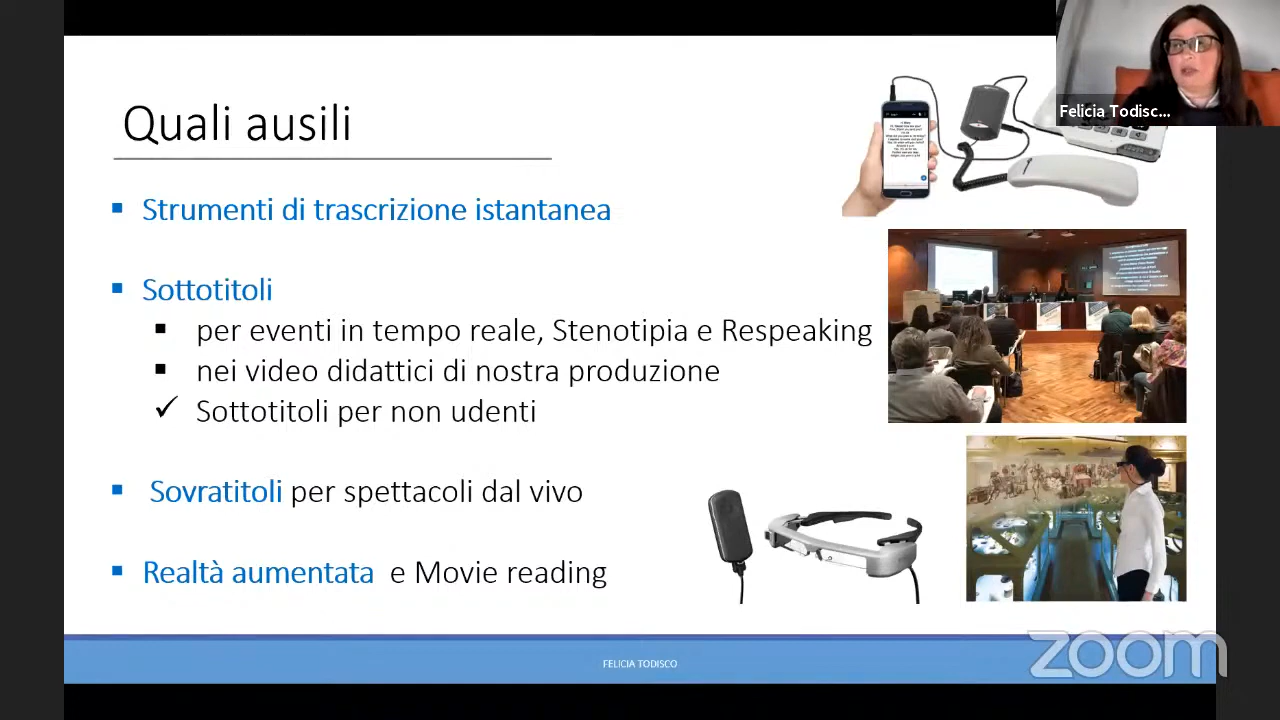 Quali ausili
Felicia Todisc...
Strumenti di trascrizione istantanea
Sottotitoli
per eventi in tempo reale, Stenotipia e Respeaking
nei video didattici di nostra produzione
Sottotitoli per non udenti
Sovratitoli per spettacoli dal vivo
Realtà aumentata e Movie reading
FELICIA TODISCO
zoom